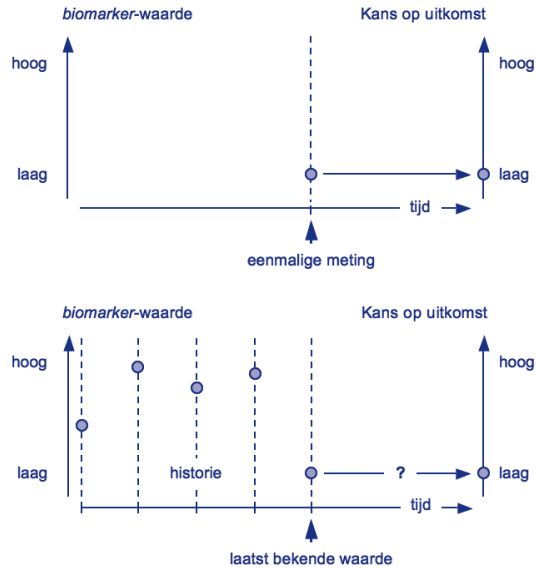 biomarker-waarde Kans op uitkomst
hoog hoog
laag laag
tijd
eenmalige meting
biomarker-waarde Kans op uitkomst
hoog hoog
historie ?
laag laag
tijd
laatst bekende waarde